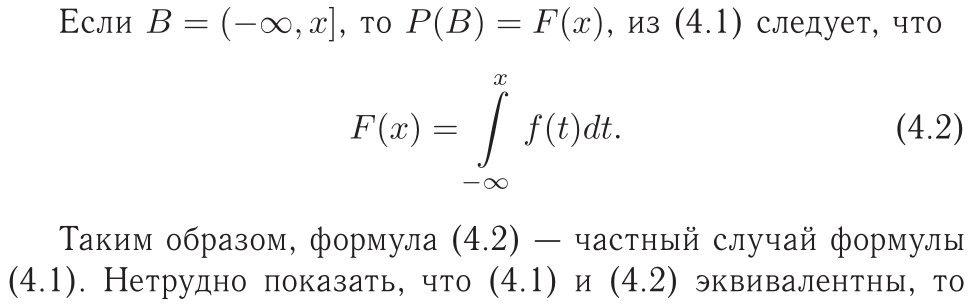 Если B = (−∞, x], то P(B) = F(x), из (4.1) следует, что
F(x) = ∫_{−∞}^{x} f(t)dt. (4.2)
Таким образом, формула (4.2) — частный случай формулы
(4.1). Нетрудно показать, что (4.1) и (4.2) эквивалентны, то